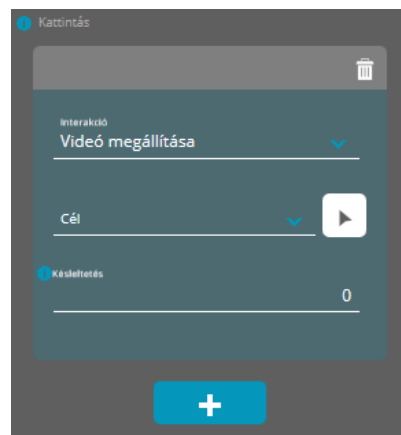 Kattintás
Interakció
Videó megállítása
Cél
Késleltetés
0